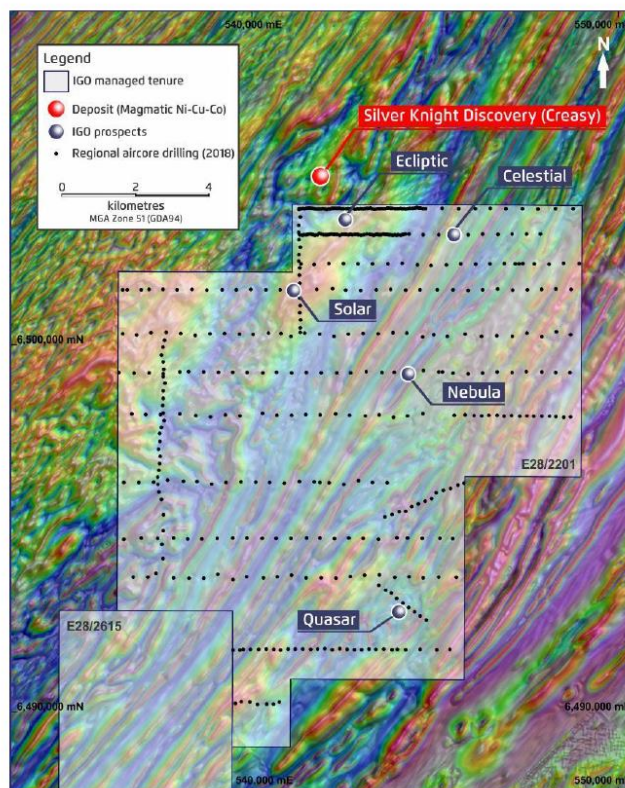 540,000 mE
550,000 mE
Legend
IGO managed tenure
Deposit (Magmatic Ni-Cu-Co)
IGO prospects
Regional aircore drilling (2018)
0 2 4
kilometres
MGA Zone 51 (GDA94)
N
Silver Knight Discovery (Creasy)
Ecliptic
Celestial
Solar
6,500,000 mN
Nebula
E28/2201
Quasar
E28/2615
6,490,000 mN
6,490,000 mN
540,000 mE
550,000 mE